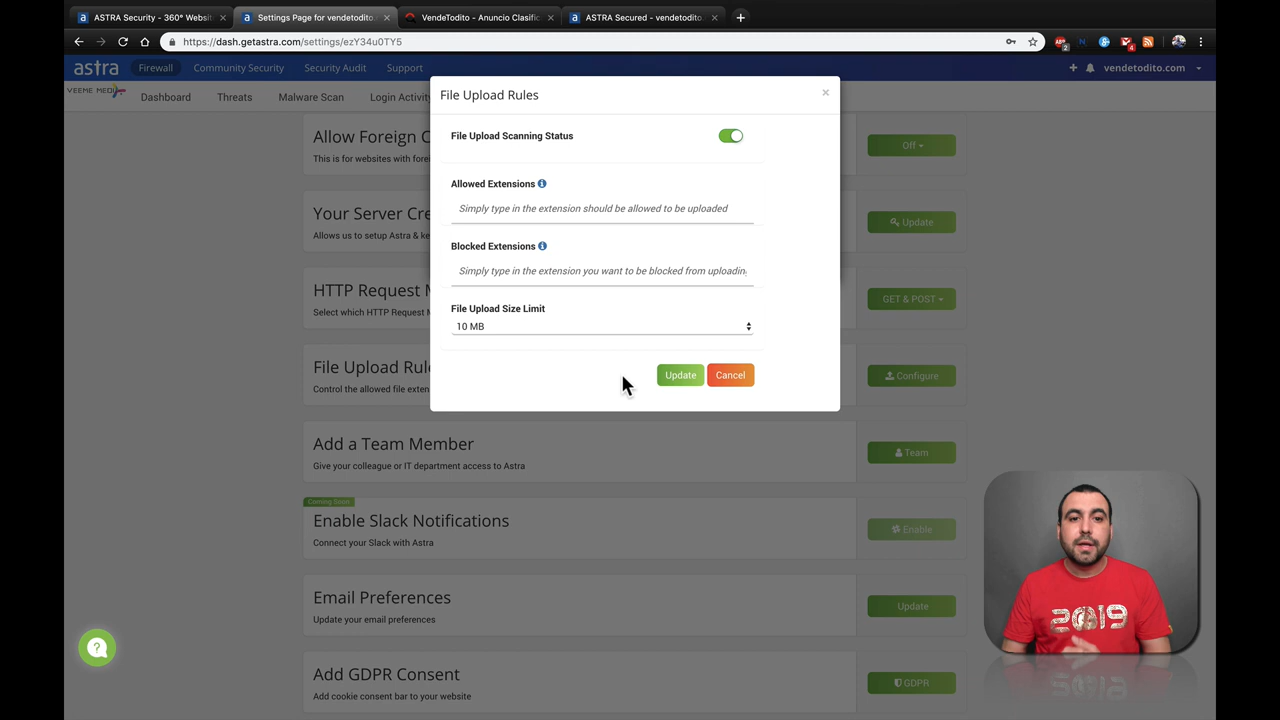 ASTRA Security - 360° Websit
Settings Page for vendetodito.
VendeTodito - Anuncio Clasific
ASTRA Secured - vendetodito.
https://dash.getastra.com/settings/ezY34u0TY5
astra
Firewall
Community Security
Security Audit
Support
vendetodito.com
Dashboard
Threats
Malware Scan
Login Activity
File Upload Rules
File Upload Scanning Status
Allowed Extensions
Simply type in the extension should be allowed to be uploaded
Blocked Extensions
Simply type in the extension you want to be blocked from uploadin
File Upload Size Limit
10 MB
Update
Cancel
Allow Foreign C
This is for websites with forei
Off
Your Server Cre
Allows us to setup Astra & ke
Update
HTTP Request M
Select which HTTP Request M
GET & POST
File Upload Rul
Control the allowed file exten
Configure
Add a Team Member
Give your colleague or IT department access to Astra
Team
Coming Soon
Enable Slack Notifications
Connect your Slack with Astra
Enable
Email Preferences
Update your email preferences
Update
Add GDPR Consent
Add cookie consent bar to your website
GDPR
2019